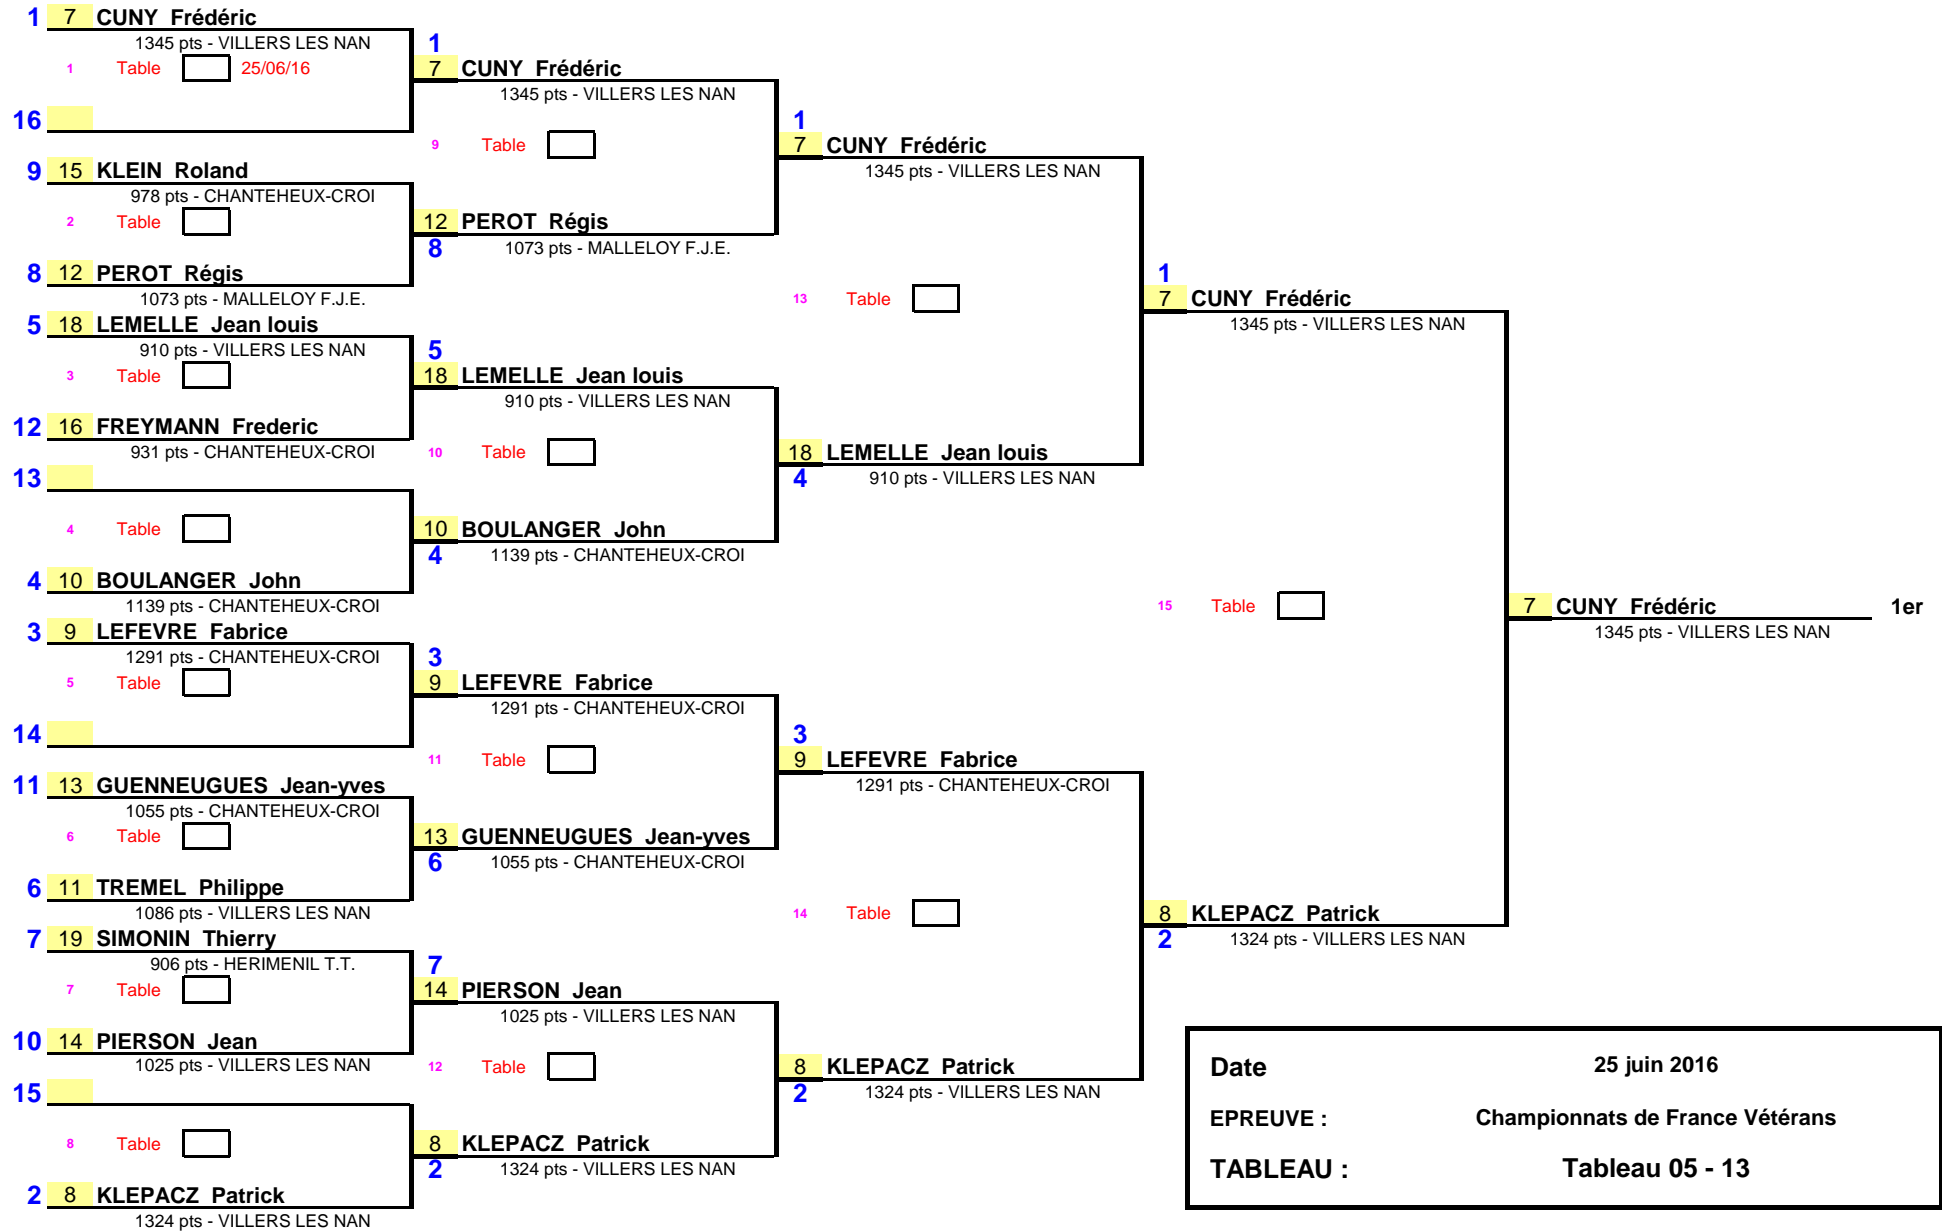 1 7 CUNY Frédéric
1345 pts - VILLERS LES NAN
1 Table 25/06/16
16
9 15 KLEIN Roland
978 pts - CHANTEHEUX-CROI
2 Table
8 12 PEROT Régis
1073 pts - MALLELOY F.J.E.
5 18 LEMELLE Jean louis
910 pts - VILLERS LES NAN
3 Table
12 16 FREYMANN Frederic
931 pts - CHANTEHEUX-CROI
13
4 Table
4 10 BOULANGER John
1139 pts - CHANTEHEUX-CROI
3 9 LEFEVRE Fabrice
1291 pts - CHANTEHEUX-CROI
5 Table
14
11 13 GUENNEUGUES Jean-yves
1055 pts - CHANTEHEUX-CROI
6 Table
6 11 TREMEL Philippe
1086 pts - VILLERS LES NAN
7 19 SIMONIN Thierry
906 pts - HERIMENIL T.T.
7 Table
10 14 PIERSON Jean
1025 pts - VILLERS LES NAN
15
8 Table
2 8 KLEPACZ Patrick
1324 pts - VILLERS LES NAN
1
7 CUNY Frédéric
1345 pts - VILLERS LES NAN
9 Table
12 PEROT Régis
8 1073 pts - MALLELOY F.J.E.
5
18 LEMELLE Jean louis
910 pts - VILLERS LES NAN
10 Table
10 BOULANGER John
4 1139 pts - CHANTEHEUX-CROI
3
9 LEFEVRE Fabrice
1291 pts - CHANTEHEUX-CROI
11 Table
13 GUENNEUGUES Jean-yves
6 1055 pts - CHANTEHEUX-CROI
7
14 PIERSON Jean
1025 pts - VILLERS LES NAN
12 Table
8 KLEPACZ Patrick
2 1324 pts - VILLERS LES NAN
1
7 CUNY Frédéric
1345 pts - VILLERS LES NAN
13 Table
18 LEMELLE Jean louis
4 910 pts - VILLERS LES NAN
3
9 LEFEVRE Fabrice
1291 pts - CHANTEHEUX-CROI
14 Table
8 KLEPACZ Patrick
2 1324 pts - VILLERS LES NAN
1
7 CUNY Frédéric
1345 pts - VILLERS LES NAN
15 Table
8 KLEPACZ Patrick
2 1324 pts - VILLERS LES NAN
7 CUNY Frédéric 1er
1345 pts - VILLERS LES NAN
Date 25 juin 2016
EPREUVE : Championnats de France Vétérans
TABLEAU : Tableau 05 - 13